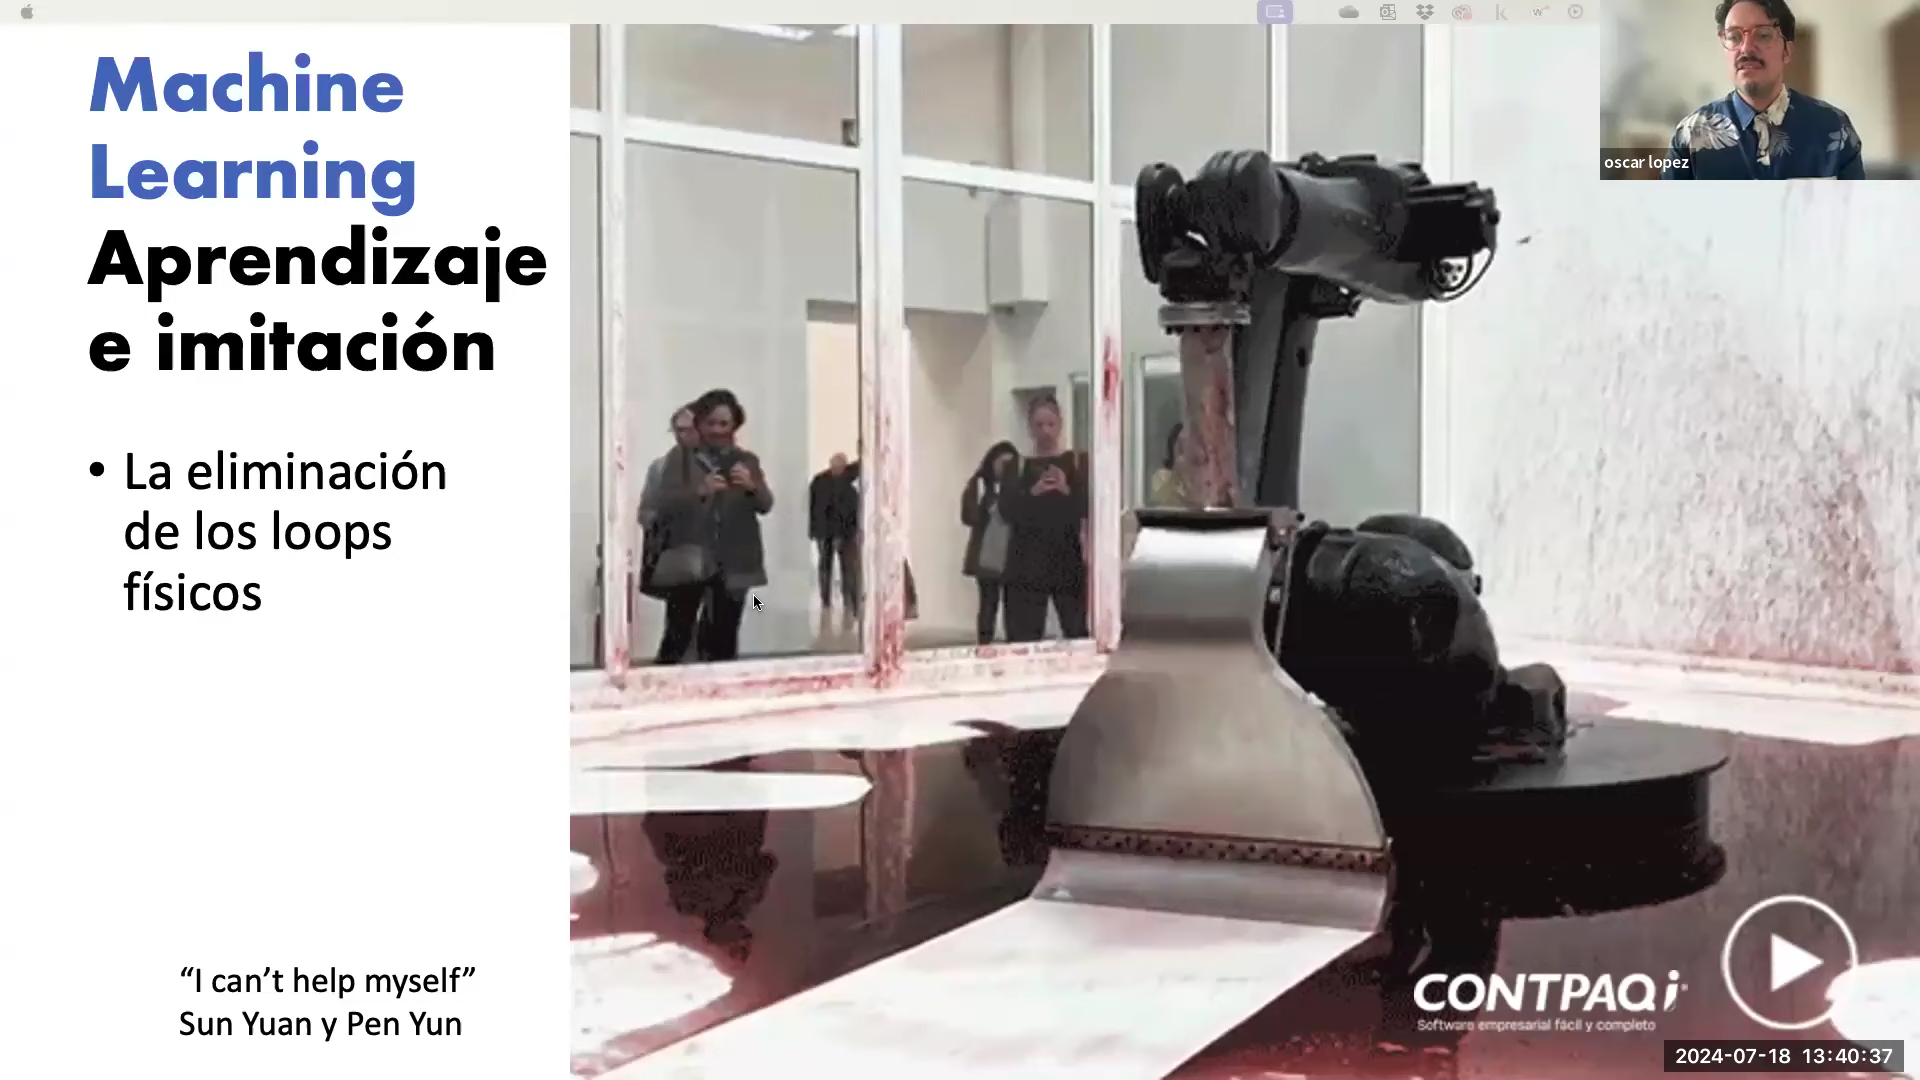 Machine
Learning
Aprendizaje
e imitación
• La eliminación
de los loops
físicos
“I can’t help myself”
Sun Yuan y Pen Yun
oscar lopez
CONTPAQi
Software empresarial fácil y completo
2024-07-18 13:40:37